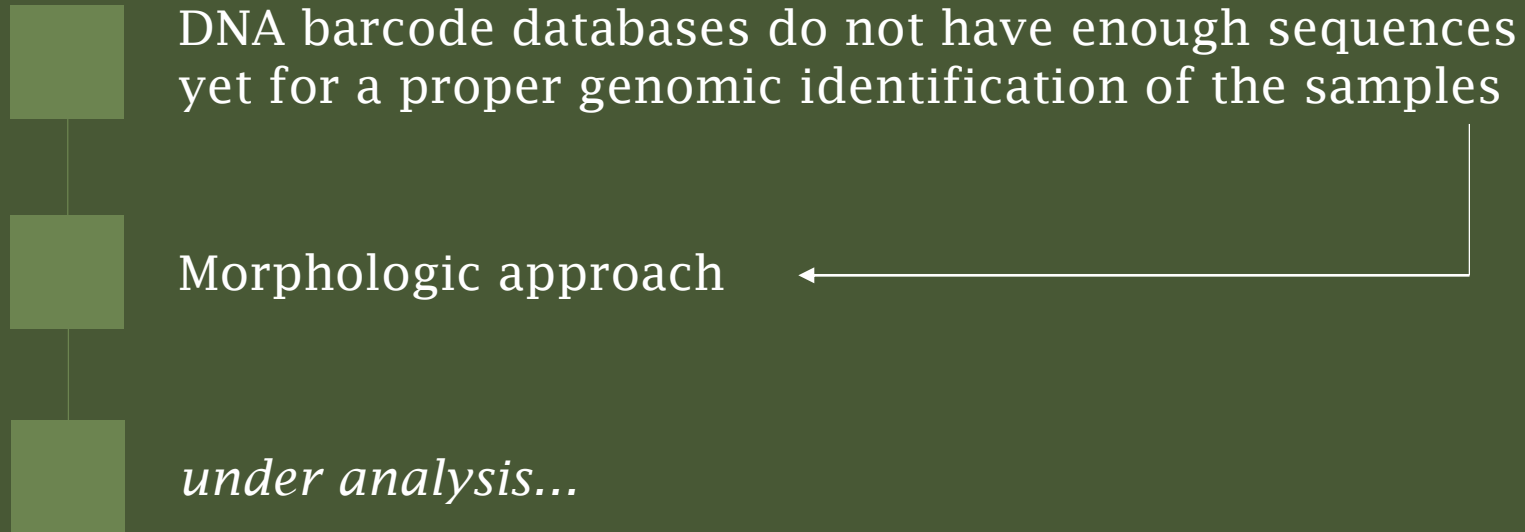 DNA barcode databases do not have enough sequences
yet for a proper genomic identification of the samples
Morphologic approach
under analysis...